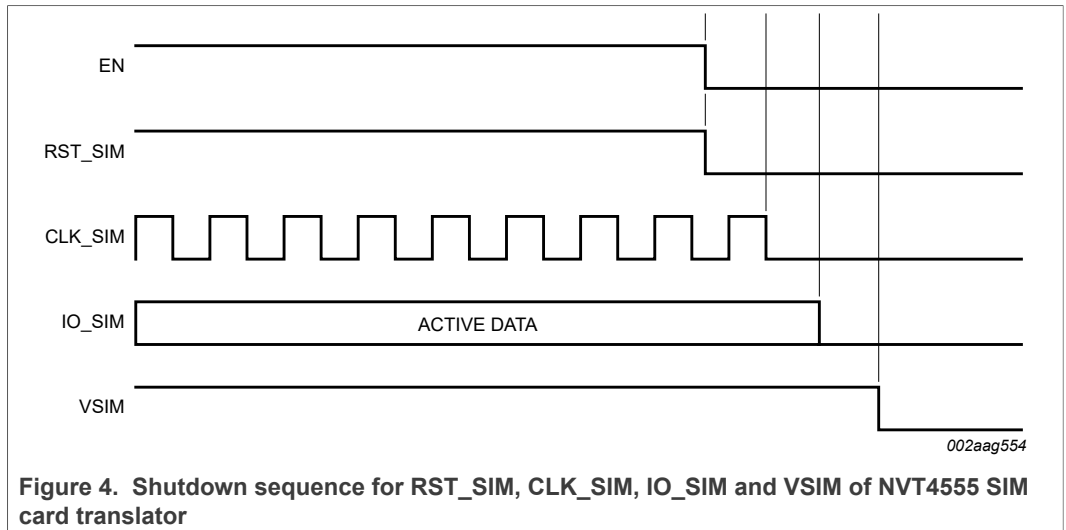 EN
RST_SIM
CLK_SIM
IO_SIM
ACTIVE DATA
VSIM
002aag554
Figure 4. Shutdown sequence for RST_SIM, CLK_SIM, IO_SIM and VSIM of NVT4555 SIM
card translator